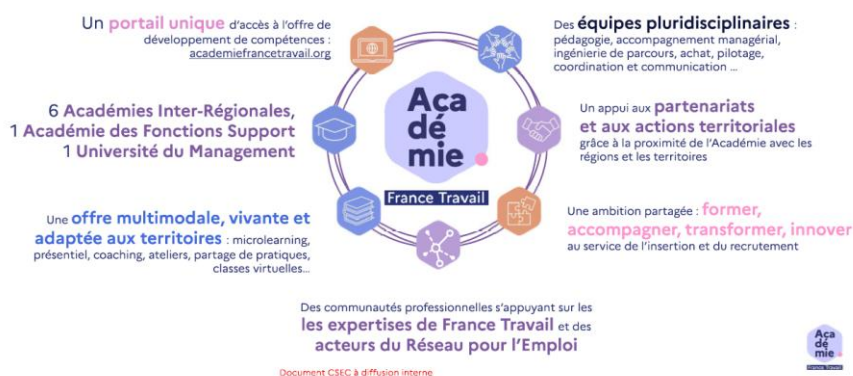 Un portail unique d'accès à l'offre de
développement de compétences :
academiefrancetravail.org
Des équipes pluridisciplinaires :
pédagogie, accompagnement managérial,
ingénierie de parcours, achat, pilotage,
coordination et communication ...
6 Académies Inter-Régionales,
1 Académie des Fonctions Support
1 Université du Management
Aca
dé
mie.
France Travail
Un appui aux partenariats
et aux actions territoriales
grâce à la proximité de l'Académie avec les
régions et les territoires
Une offre multimodale, vivante et
adaptée aux territoires : microlearning,
présentiel, coaching, ateliers, partage de pratiques,
classes virtuelles...
Une ambition partagée : former,
accompagner, transformer, innover
au service de l'insertion et du recrutement
Des communautés professionnelles s'appuyant sur les
les expertises de France Travail et des
acteurs du Réseau pour l'Emploi
Aca
dé
mie.
France Travail
Document CSEC à diffusion interne